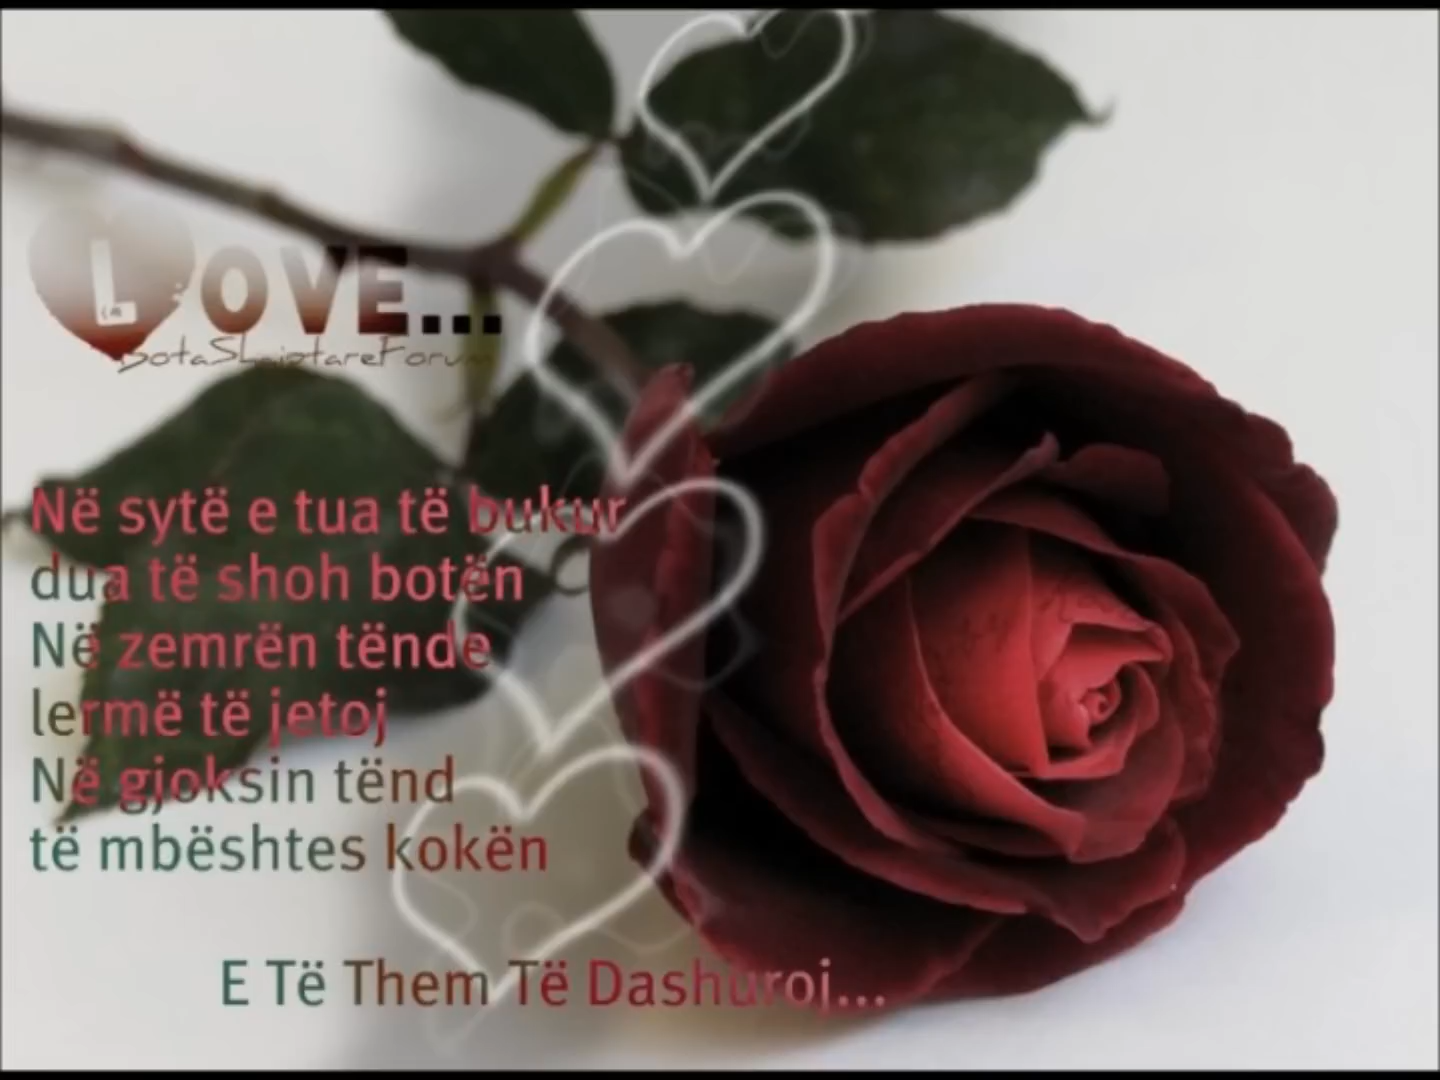 LOVE...
BotaShqiptareForum
Në sytë e tua të bukur
dua të shoh botën
Në zemrën tënde
lermë të jetoj
Në gjoksin tënd
të mbështes kokën
E Të Them Të Dashuroj...